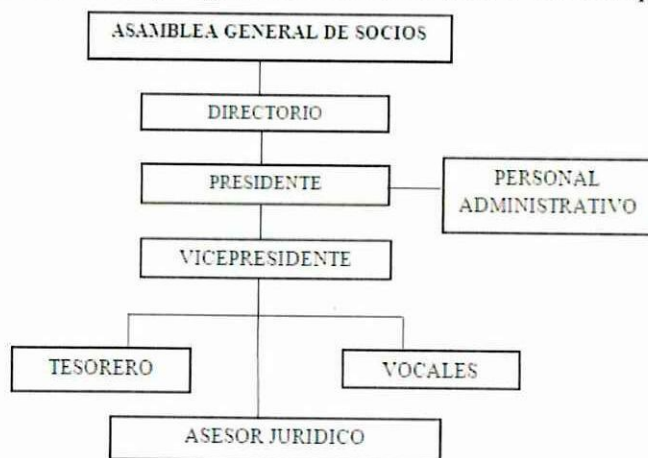 ASAMBLEA GENERAL DE SOCIOS
DIRECTORIO
PRESIDENTE
PERSONAL
ADMINISTRATIVO
VICEPRESIDENTE
TESORERO
VOCALES
ASESOR JURIDICO